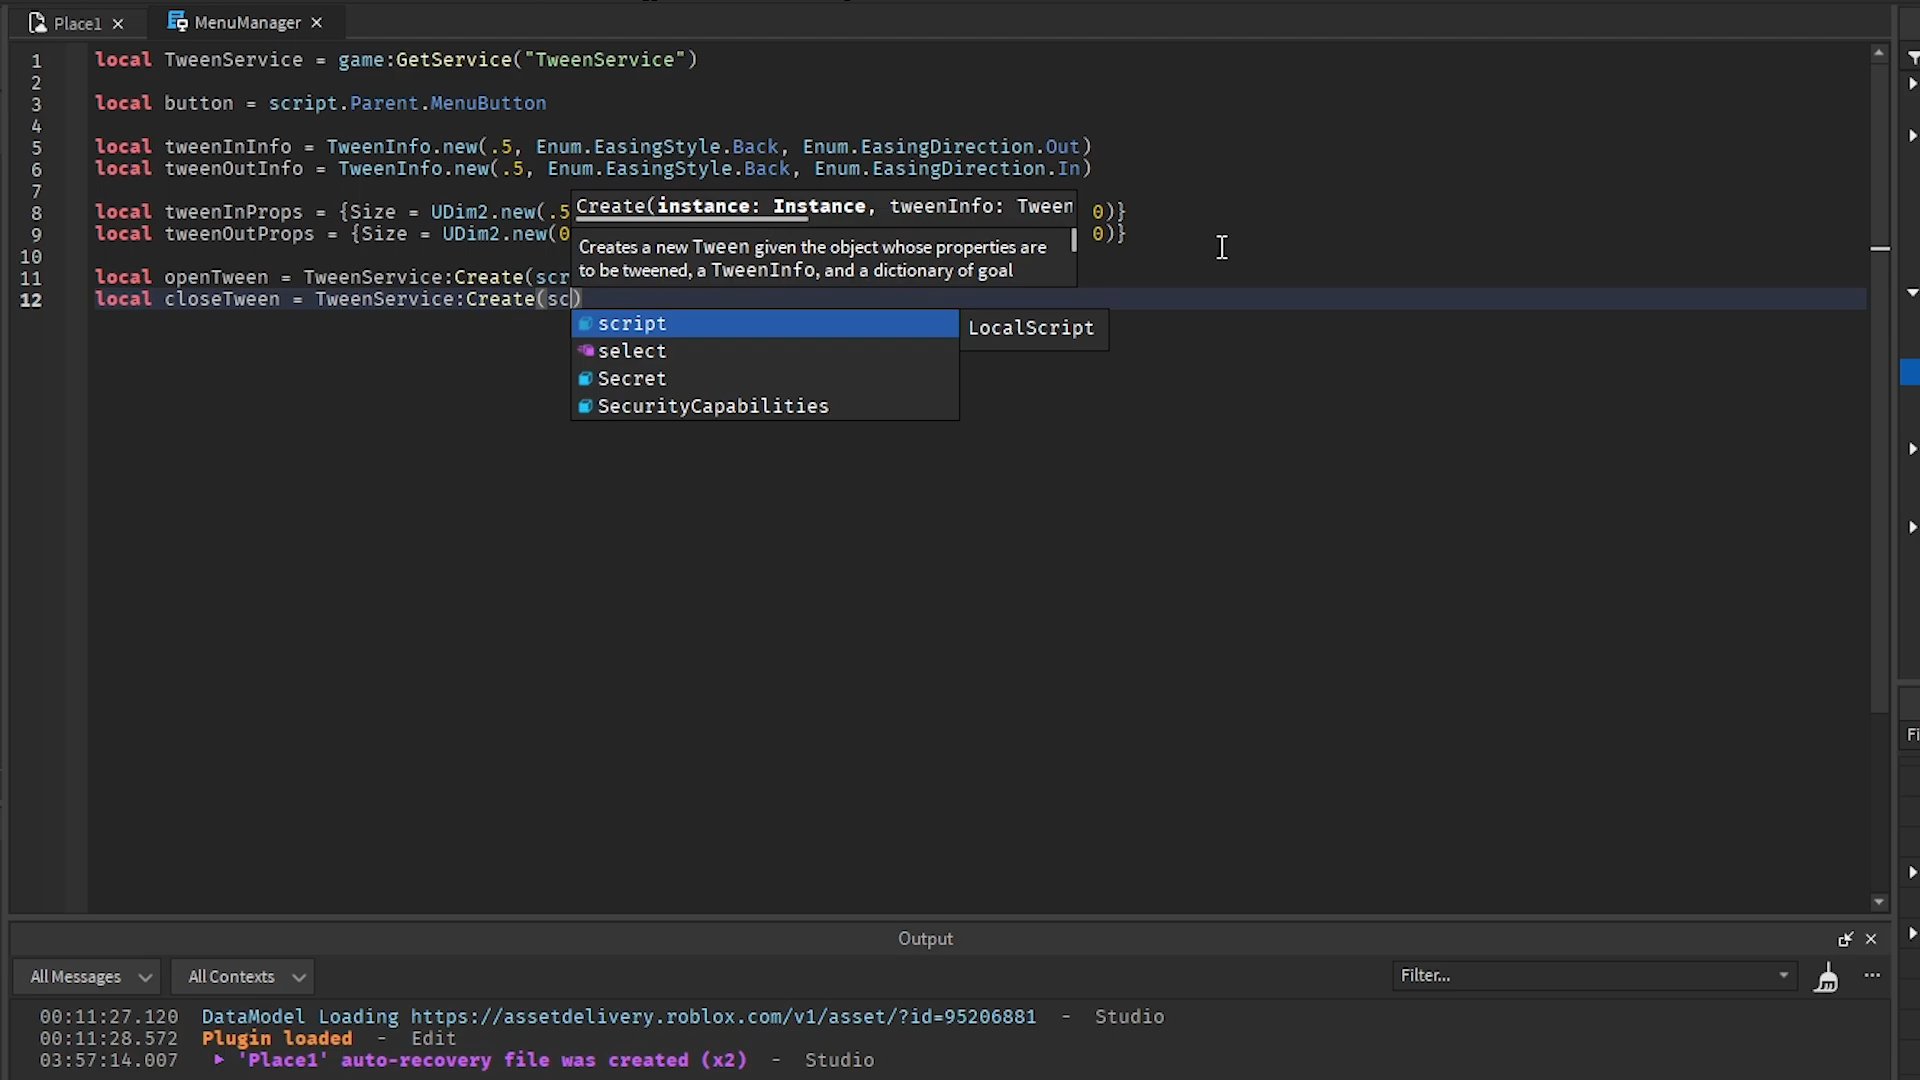 Place1
MenuManager
1 local TweenService = game:GetService("TweenService")
2
3 local button = script.Parent.MenuButton
4
5 local tweenInInfo = TweenInfo.new(.5, Enum.EasingStyle.Back, Enum.EasingDirection.Out)
6 local tweenOutInfo = TweenInfo.new(.5, Enum.EasingStyle.Back, Enum.EasingDirection.In)
7
Create(instance: Instance, tweenInfo: Tween
8 local tweenInProps = {Size = UDim2.new(.5 0)}
9 local tweenOutProps = {Size = UDim2.new(0 0)}
Creates a new Tween given the object whose properties are
to be tweened, a TweenInfo, and a dictionary of goal
10
11 local openTween = TweenService:Create(scr
12 local closeTween = TweenService:Create(sc)
script
LocalScript
select
Secret
SecurityCapabilities
Fi
Output
All Messages
All Contexts
Filter...
00:11:27.120 DataModel Loading https://assetdelivery.roblox.com/v1/asset/?id=95206881 - Studio
00:11:28.572 Plugin loaded - Edit
03:57:14.007 'Place1' auto-recovery file was created (x2) - Studio